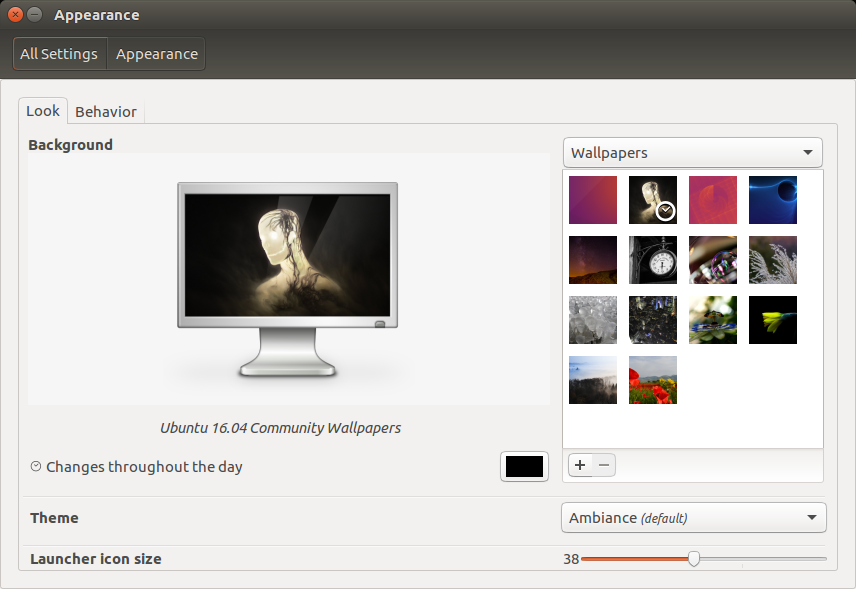 Appearance
All Settings
Appearance
Look
Behavior
Background
Wallpapers
Ubuntu 16.04 Community Wallpapers
Changes throughout the day
Theme
Ambiance (default)
Launcher icon size
38